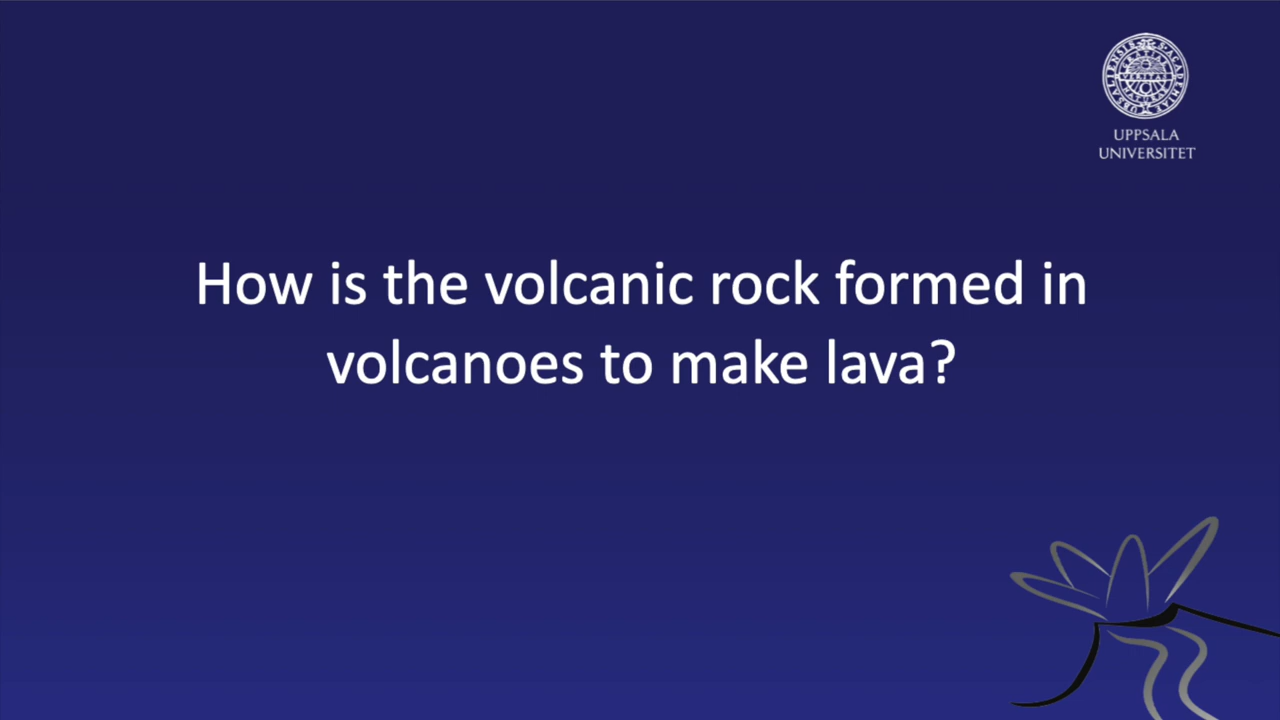 UPPSALA
UNIVERSITET
How is the volcanic rock formed in
volcanoes to make lava?